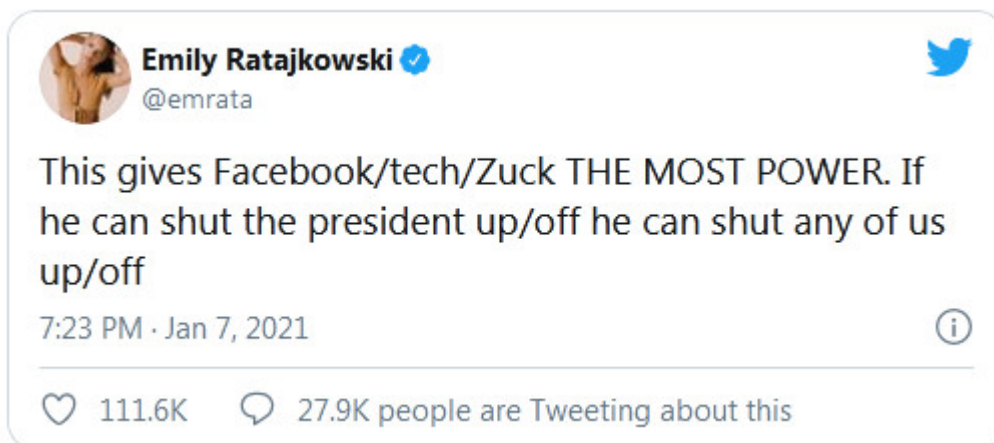 Emily Ratajkowski
@emrata
This gives Facebook/tech/Zuck THE MOST POWER. If
he can shut the president up/off he can shut any of us
up/off
7:23 PM · Jan 7, 2021
111.6K 27.9K people are Tweeting about this